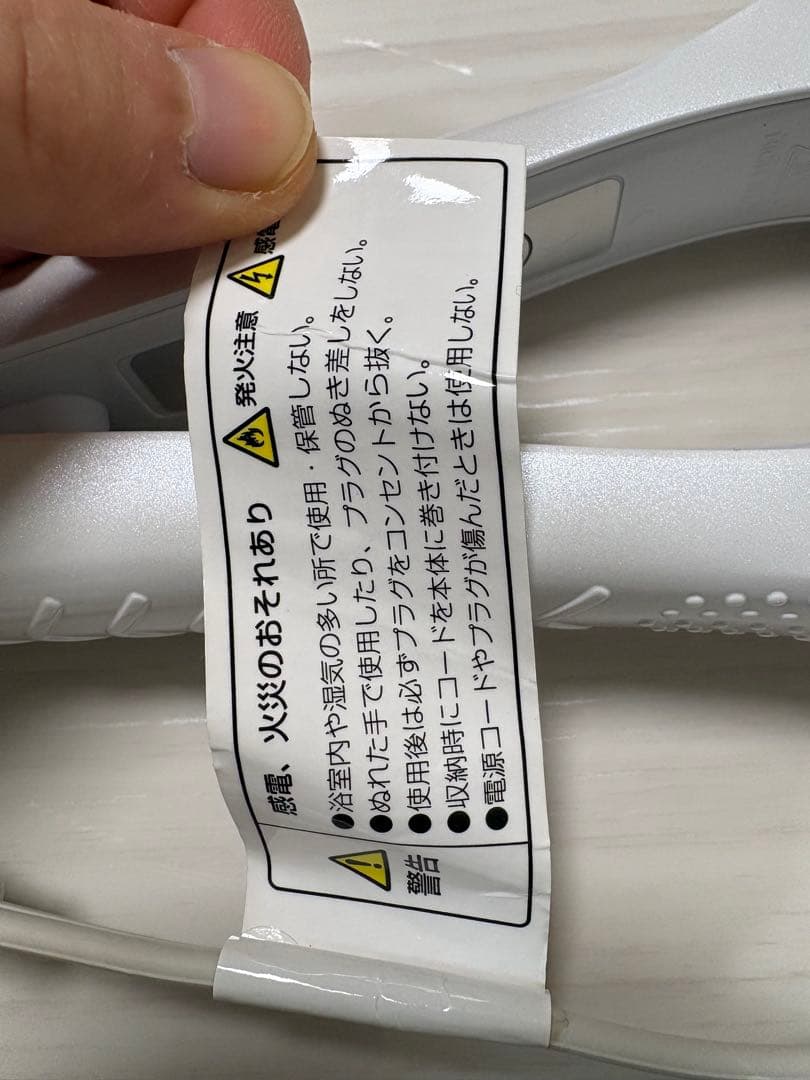 警告
感電、火災のおそれあり
発火注意
感電
●浴室内や湿気の多い所で使用・保管しない。
●ぬれた手で使用したり、プラグのぬき差しをしない。
●使用後は必ずプラグをコンセントから抜く。
●収納時にコードを本体に巻き付けない。
●電源コードやプラグが傷んだときは使用しない。